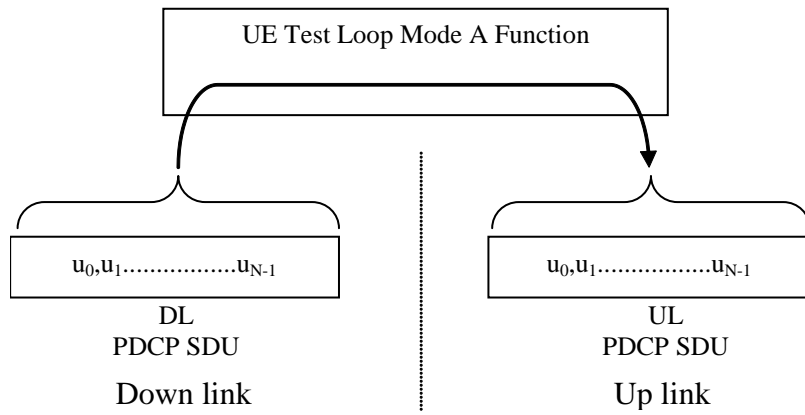 UE Test Loop Mode A Function
u0,u1..................uN-1
DL
PDCP SDU
Down link
u0,u1..................uN-1
UL
PDCP SDU
Up link